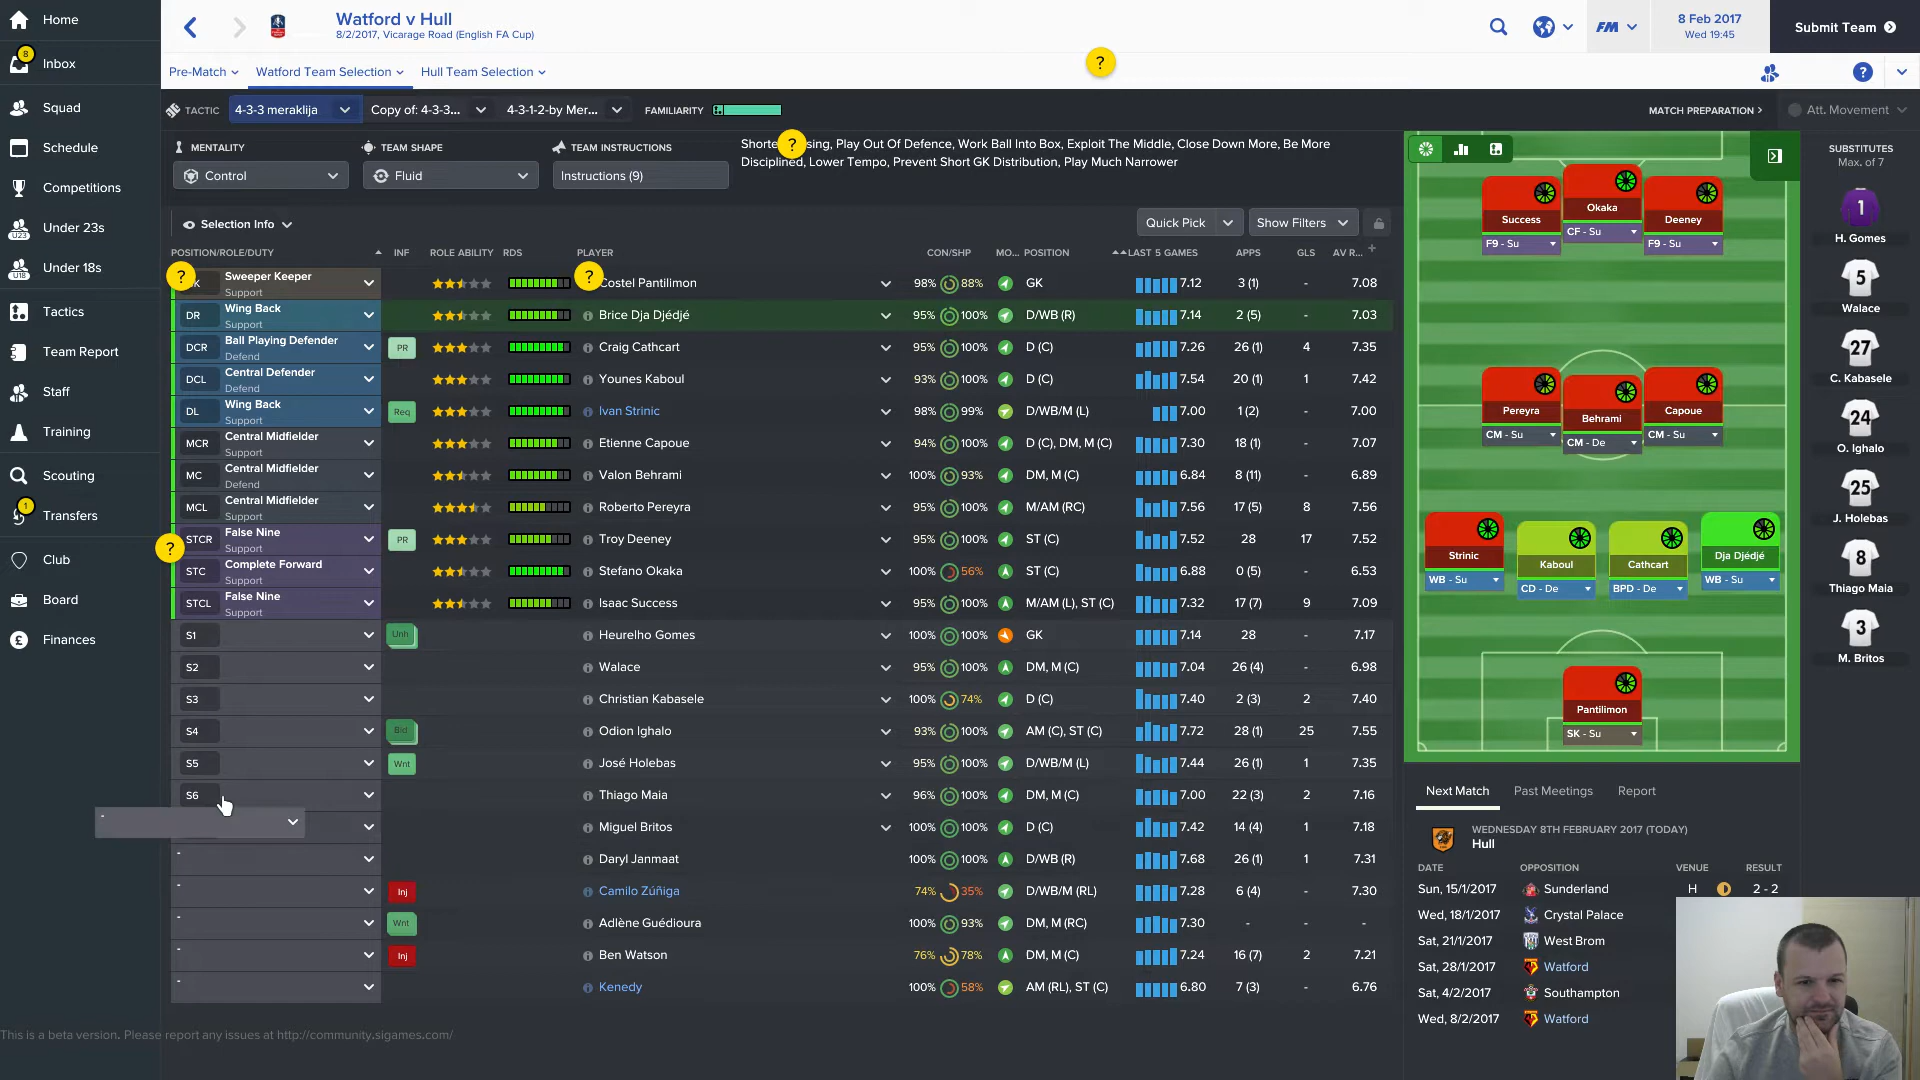 Home
8
Inbox
Squad
Schedule
Competitions
U23
Under 23s
U18
Under 18s
Tactics
Team Report
Staff
Training
Scouting
1
Transfers
Club
Board
Finances
Watford v Hull
8/2/2017, Vicarage Road (English FA Cup)
FM
8 Feb 2017
Wed 19:45
Submit Team
Pre-Match
Watford Team Selection
Hull Team Selection
?
?
TACTIC
4-3-3 meraklija
Copy of: 4-3-3...
4-3-1-2-by Mer...
FAMILIARITY
MATCH PREPARATION >
Att. Movement
MENTALITY
Control
TEAM SHAPE
Fluid
TEAM INSTRUCTIONS
Instructions (9)
?
Play Out Of Defence, Work Ball Into Box, Exploit The Middle, Close Down More, Be More
Disciplined, Lower Tempo, Prevent Short GK Distribution, Play Much Narrower
Selection Info
Quick Pick
Show Filters
POSITION/ROLE/DUTY INF ROLE ABILITY RDS PLAYER CON/SHP MO... POSITION LAST 5 GAMES APPS GLS AV R...
? Sweeper Keeper Support ? Costel Pantilimon 98% 88% GK 7.12 3 (1) - 7.08
DR Wing Back Support Brice Dja Djédjé 95% 100% D/WB (R) 7.14 2 (5) - 7.03
DCR Ball Playing Defender Defend PR Craig Cathcart 95% 100% D (C) 7.26 26 (1) 4 7.35
DCL Central Defender Defend Younes Kaboul 93% 100% D (C) 7.54 20 (1) 1 7.42
DL Wing Back Support Req Ivan Strinic 98% 99% D/WB/M (L) 7.00 1 (2) - 7.00
MCR Central Midfielder Support Etienne Capoue 94% 100% D (C), DM, M (C) 7.30 18 (1) - 7.07
MC Central Midfielder Defend Valon Behrami 100% 93% DM, M (C) 6.84 8 (11) - 6.89
MCL Central Midfielder Support Roberto Pereyra 95% 100% M/AM (RC) 7.56 17 (5) 8 7.56
? STCR False Nine Support PR Troy Deeney 95% 100% ST (C) 7.52 28 17 7.52
STC Complete Forward Support Stefano Okaka 100% 56% ST (C) 6.88 0 (5) - 6.53
STCL False Nine Support Isaac Success 95% 100% M/AM (L), ST (C) 7.32 17 (7) 9 7.09
S1 Unh Heurelho Gomes 100% 100% GK 7.14 28 - 7.17
S2 Walace 95% 100% DM, M (C) 7.04 26 (4) - 6.98
S3 Christian Kabasele 100% 74% D (C) 7.40 2 (3) 2 7.40
S4 Bid Odion Ighalo 93% 100% AM (C), ST (C) 7.72 28 (1) 25 7.55
S5 Wnt José Holebas 95% 100% D/WB/M (L) 7.44 26 (1) 1 7.35
S6 Thiago Maia 96% 100% DM, M (C) 7.00 22 (3) 2 7.16
- Miguel Britos 100% 100% D (C) 7.42 14 (4) 1 7.18
- Daryl Janmaat 100% 100% D/WB (R) 7.68 26 (1) 1 7.31
- Inj Camilo Zúñiga 74% 35% D/WB/M (RL) 7.28 6 (4) - 7.30
- Wnt Adlène Guédioura 100% 93% DM, M (RC) 7.30 - - -
- Inj Ben Watson 76% 78% DM, M (C) 7.24 16 (7) 2 7.21
- Kenedy 100% 58% AM (RL), ST (C) 6.80 7 (3) - 6.76
This is a beta version. Please report any issues at http://community.sigames.com/
Success
F9 - Su
Okaka
CF - Su
Deeney
F9 - Su
Pereyra
CM - Su
Behrami
CM - De
Capoue
CM - Su
Strinic
WB - Su
Kaboul
CD - De
Cathcart
BPD - De
Dja Djédjé
WB - Su
Pantilimon
SK - Su
SUBSTITUTES
Max. of 7
1
H. Gomes
5
Walace
27
C. Kabasele
24
O. Ighalo
25
J. Holebas
8
Thiago Maia
3
M. Britos
Next Match
Past Meetings
Report
WEDNESDAY 8TH FEBRUARY 2017 (TODAY)
Hull
DATE OPPOSITION VENUE RESULT
Sun, 15/1/2017 Sunderland H 2 - 2
Wed, 18/1/2017 Crystal Palace
Sat, 21/1/2017 West Brom
Sat, 28/1/2017 Watford
Sat, 4/2/2017 Southampton
Wed, 8/2/2017 Watford